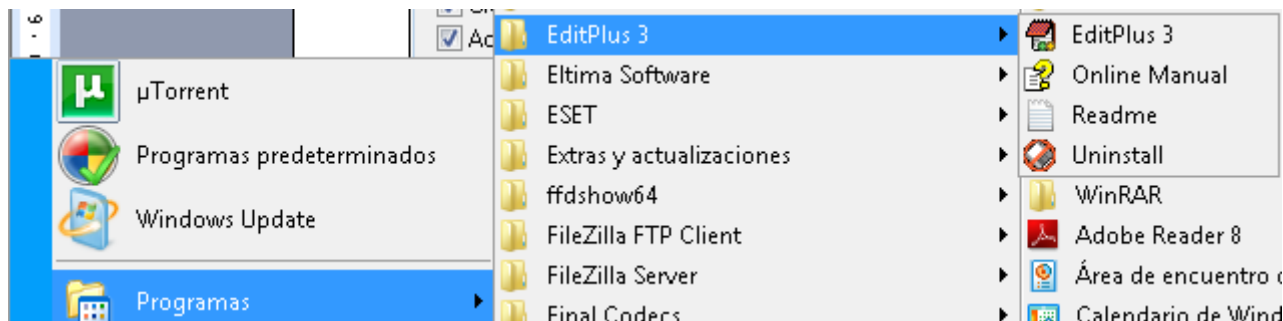 µTorrent
Programas predeterminados
Windows Update
Programas
EditPlus 3
Eltima Software
ESET
Extras y actualizaciones
ffdshow64
FileZilla FTP Client
FileZilla Server
Final Codecs
EditPlus 3
Online Manual
Readme
Uninstall
WinRAR
Adobe Reader 8
Área de encuentro
Calendario de Wind